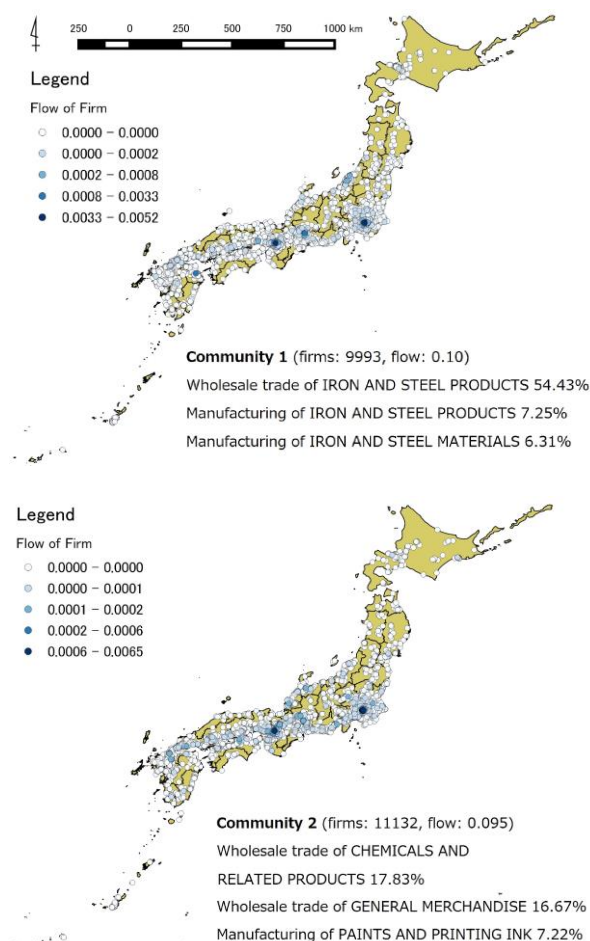 250 0 250 500 750 1000 km
Legend
Flow of Firm
0.0000 - 0.0000
0.0000 - 0.0002
0.0002 - 0.0008
0.0008 - 0.0033
0.0033 - 0.0052
Community 1 (firms: 9993, flow: 0.10)
Wholesale trade of IRON AND STEEL PRODUCTS 54.43%
Manufacturing of IRON AND STEEL PRODUCTS 7.25%
Manufacturing of IRON AND STEEL MATERIALS 6.31%
Legend
Flow of Firm
0.0000 - 0.0000
0.0000 - 0.0001
0.0001 - 0.0002
0.0002 - 0.0006
0.0006 - 0.0065
Community 2 (firms: 11132, flow: 0.095)
Wholesale trade of CHEMICALS AND
RELATED PRODUCTS 17.83%
Wholesale trade of GENERAL MERCHANDISE 16.67%
Manufacturing of PAINTS AND PRINTING INK 7.22%